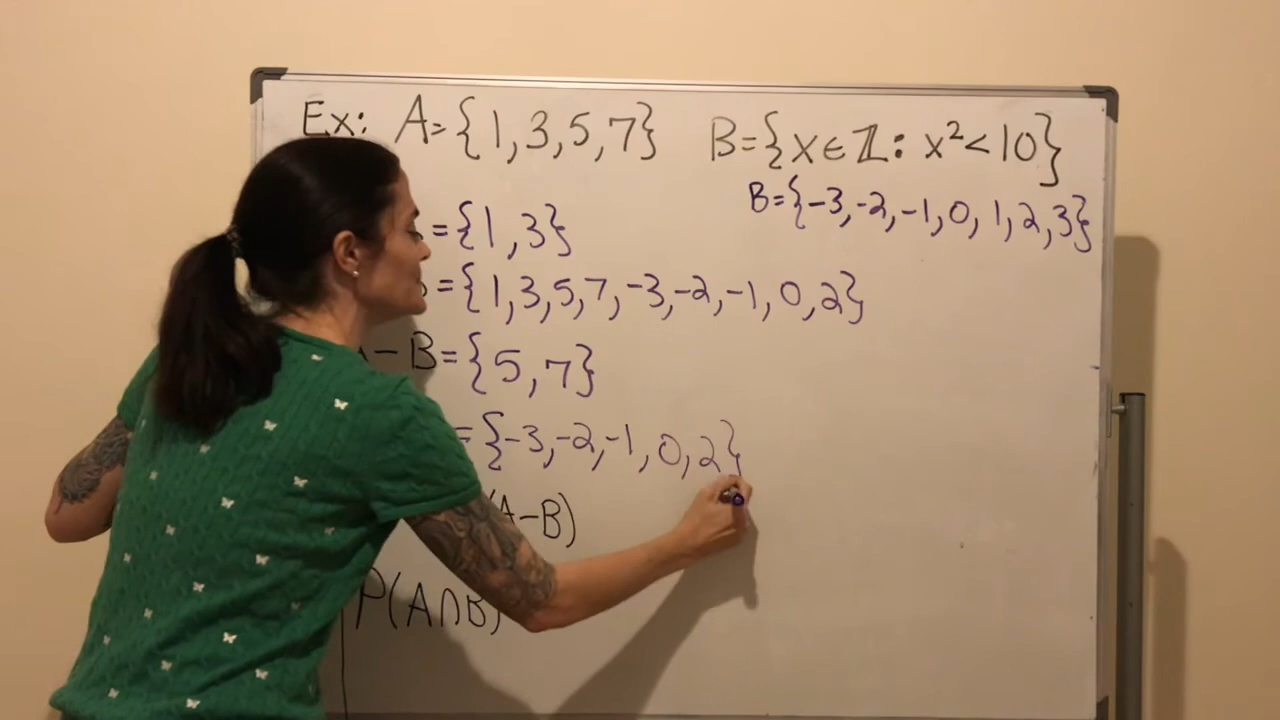 Ex: A={1,3,5,7} B={x∈ℤ: x²<10}
B={-3,-2,-1,0,1,2,3}
={1,3}
={1,3,5,7,-3,-2,-1,0,2}
-B={5,7}
={-3,-2,-1,0,2}
(A-B)
P(A∩B)